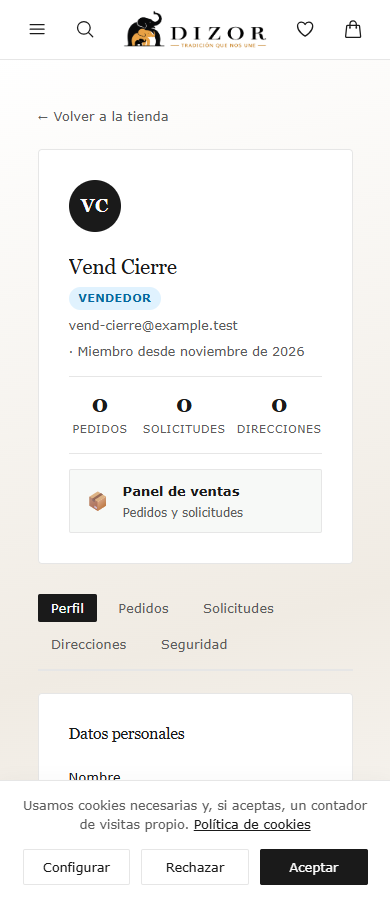 DIZOR
TRADICIÓN QUE NOS UNE
← Volver a la tienda
VC
Vend Cierre
VENDEDOR
vend-cierre@example.test
· Miembro desde noviembre de 2026
0 0 0
PEDIDOS SOLICITUDES DIRECCIONES
Panel de ventas
Pedidos y solicitudes
Perfil Pedidos Solicitudes
Direcciones Seguridad
Datos personales
Nombre
Usamos cookies necesarias y, si aceptas, un contador
de visitas propio. Política de cookies
Configurar Rechazar Aceptar